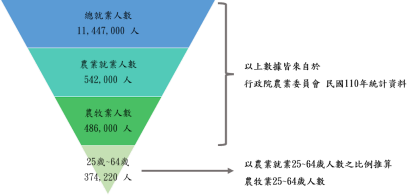 總就業人數
11,447,000 人
農業就業人數
542,000 人
農牧業人數
486,000 人
25歲~64歲
374,220 人
以上數據皆來自於
行政院農業委員會 民國110年統計資料
以農業就業25~64歲人數之比例推算
農牧業25~64歲人數